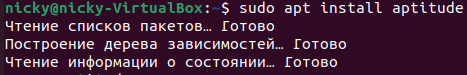 nicky@nicky-VirtualBox:~$ sudo apt install aptitude
Чтение списков пакетов… Готово
Построение дерева зависимостей… Готово
Чтение информации о состоянии… Готово